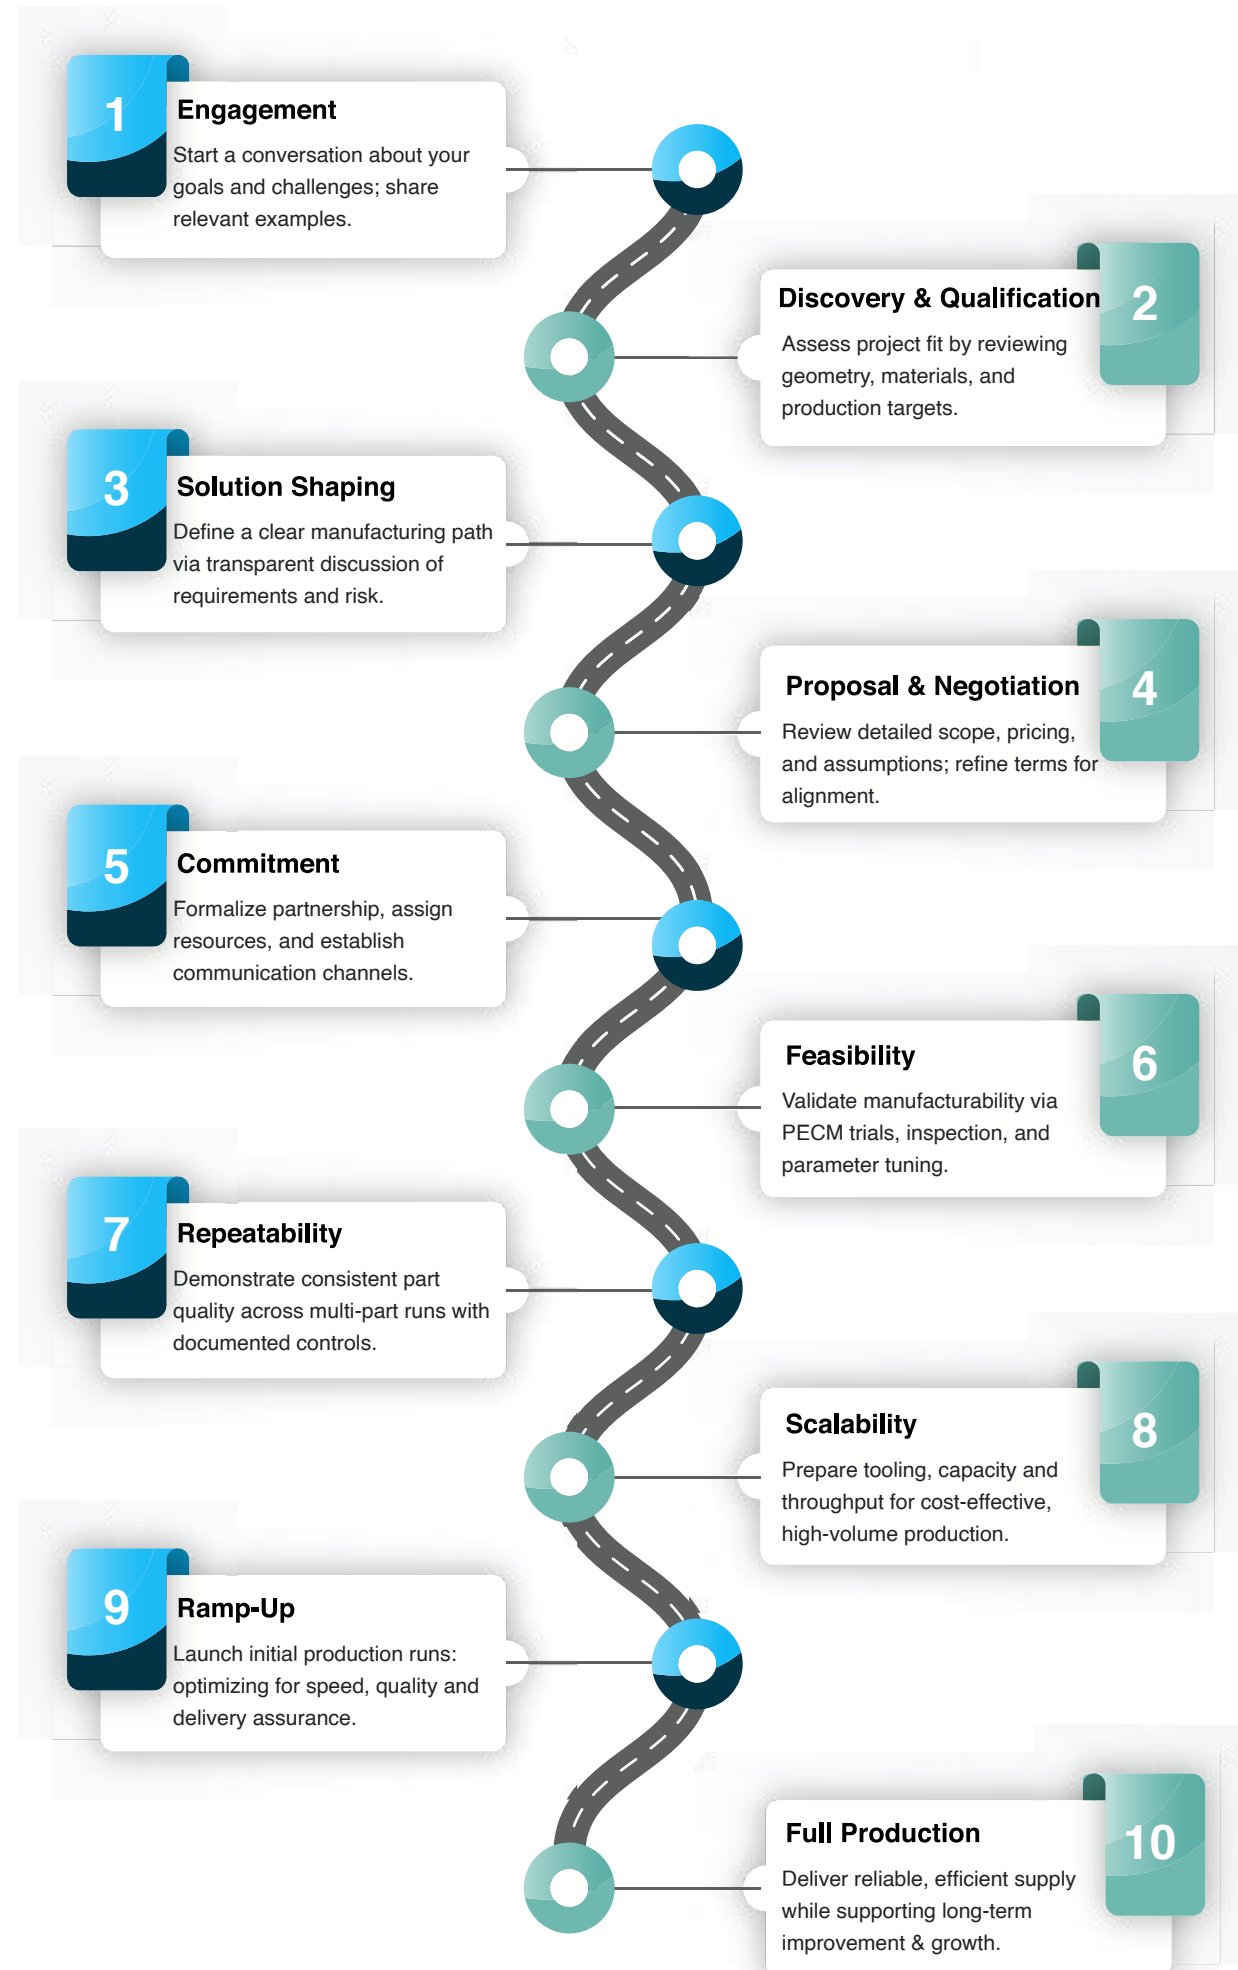 1
Engagement
Start a conversation about your
goals and challenges; share
relevant examples.
2
Discovery & Qualification
Assess project fit by reviewing
geometry, materials, and
production targets.
3
Solution Shaping
Define a clear manufacturing path
via transparent discussion of
requirements and risk.
4
Proposal & Negotiation
Review detailed scope, pricing,
and assumptions; refine terms for
alignment.
5
Commitment
Formalize partnership, assign
resources, and establish
communication channels.
6
Feasibility
Validate manufacturability via
PECM trials, inspection, and
parameter tuning.
7
Repeatability
Demonstrate consistent part
quality across multi-part runs with
documented controls.
8
Scalability
Prepare tooling, capacity and
throughput for cost-effective,
high-volume production.
9
Ramp-Up
Launch initial production runs:
optimizing for speed, quality and
delivery assurance.
10
Full Production
Deliver reliable, efficient supply
while supporting long-term
improvement & growth.